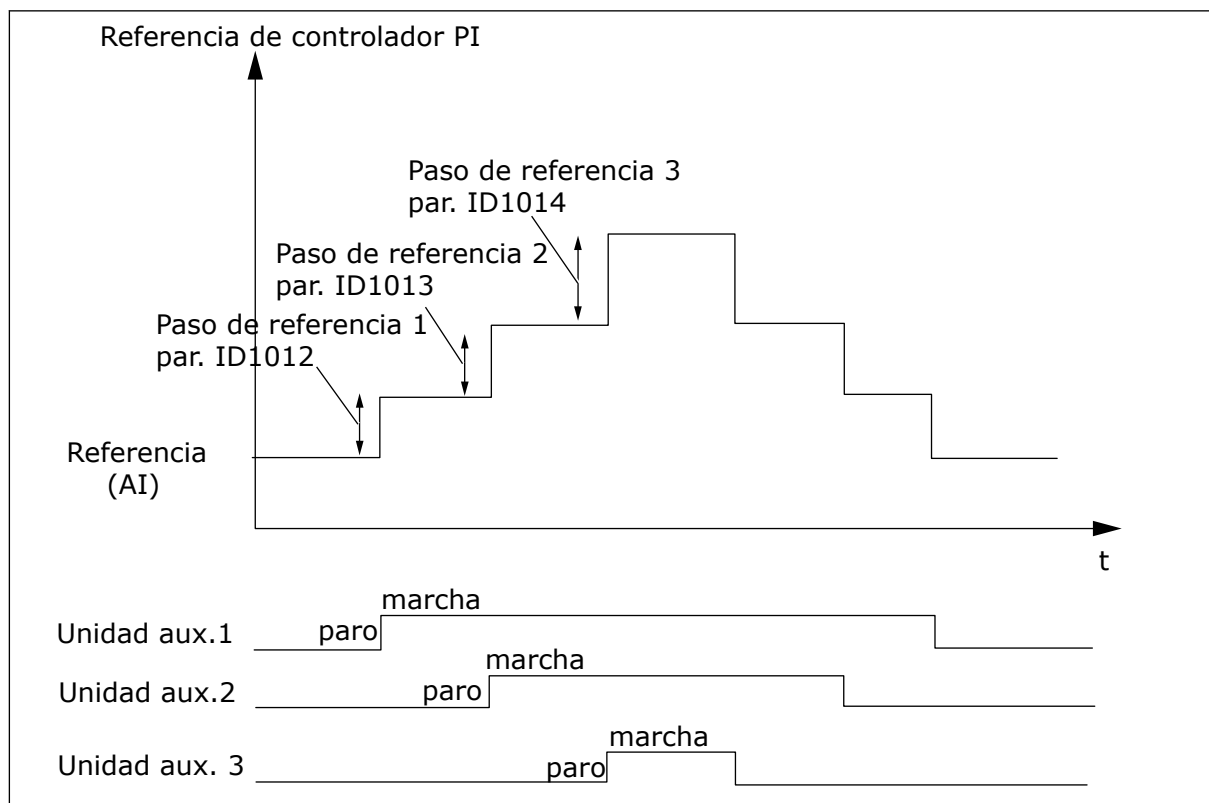 Referencia de controlador PI
Paso de referencia 3
par. ID1014
Paso de referencia 2
par. ID1013
Paso de referencia 1
par. ID1012
Referencia
(AI)
t
marcha
Unidad aux.1
paro
marcha
Unidad aux.2
paro
marcha
Unidad aux. 3
paro